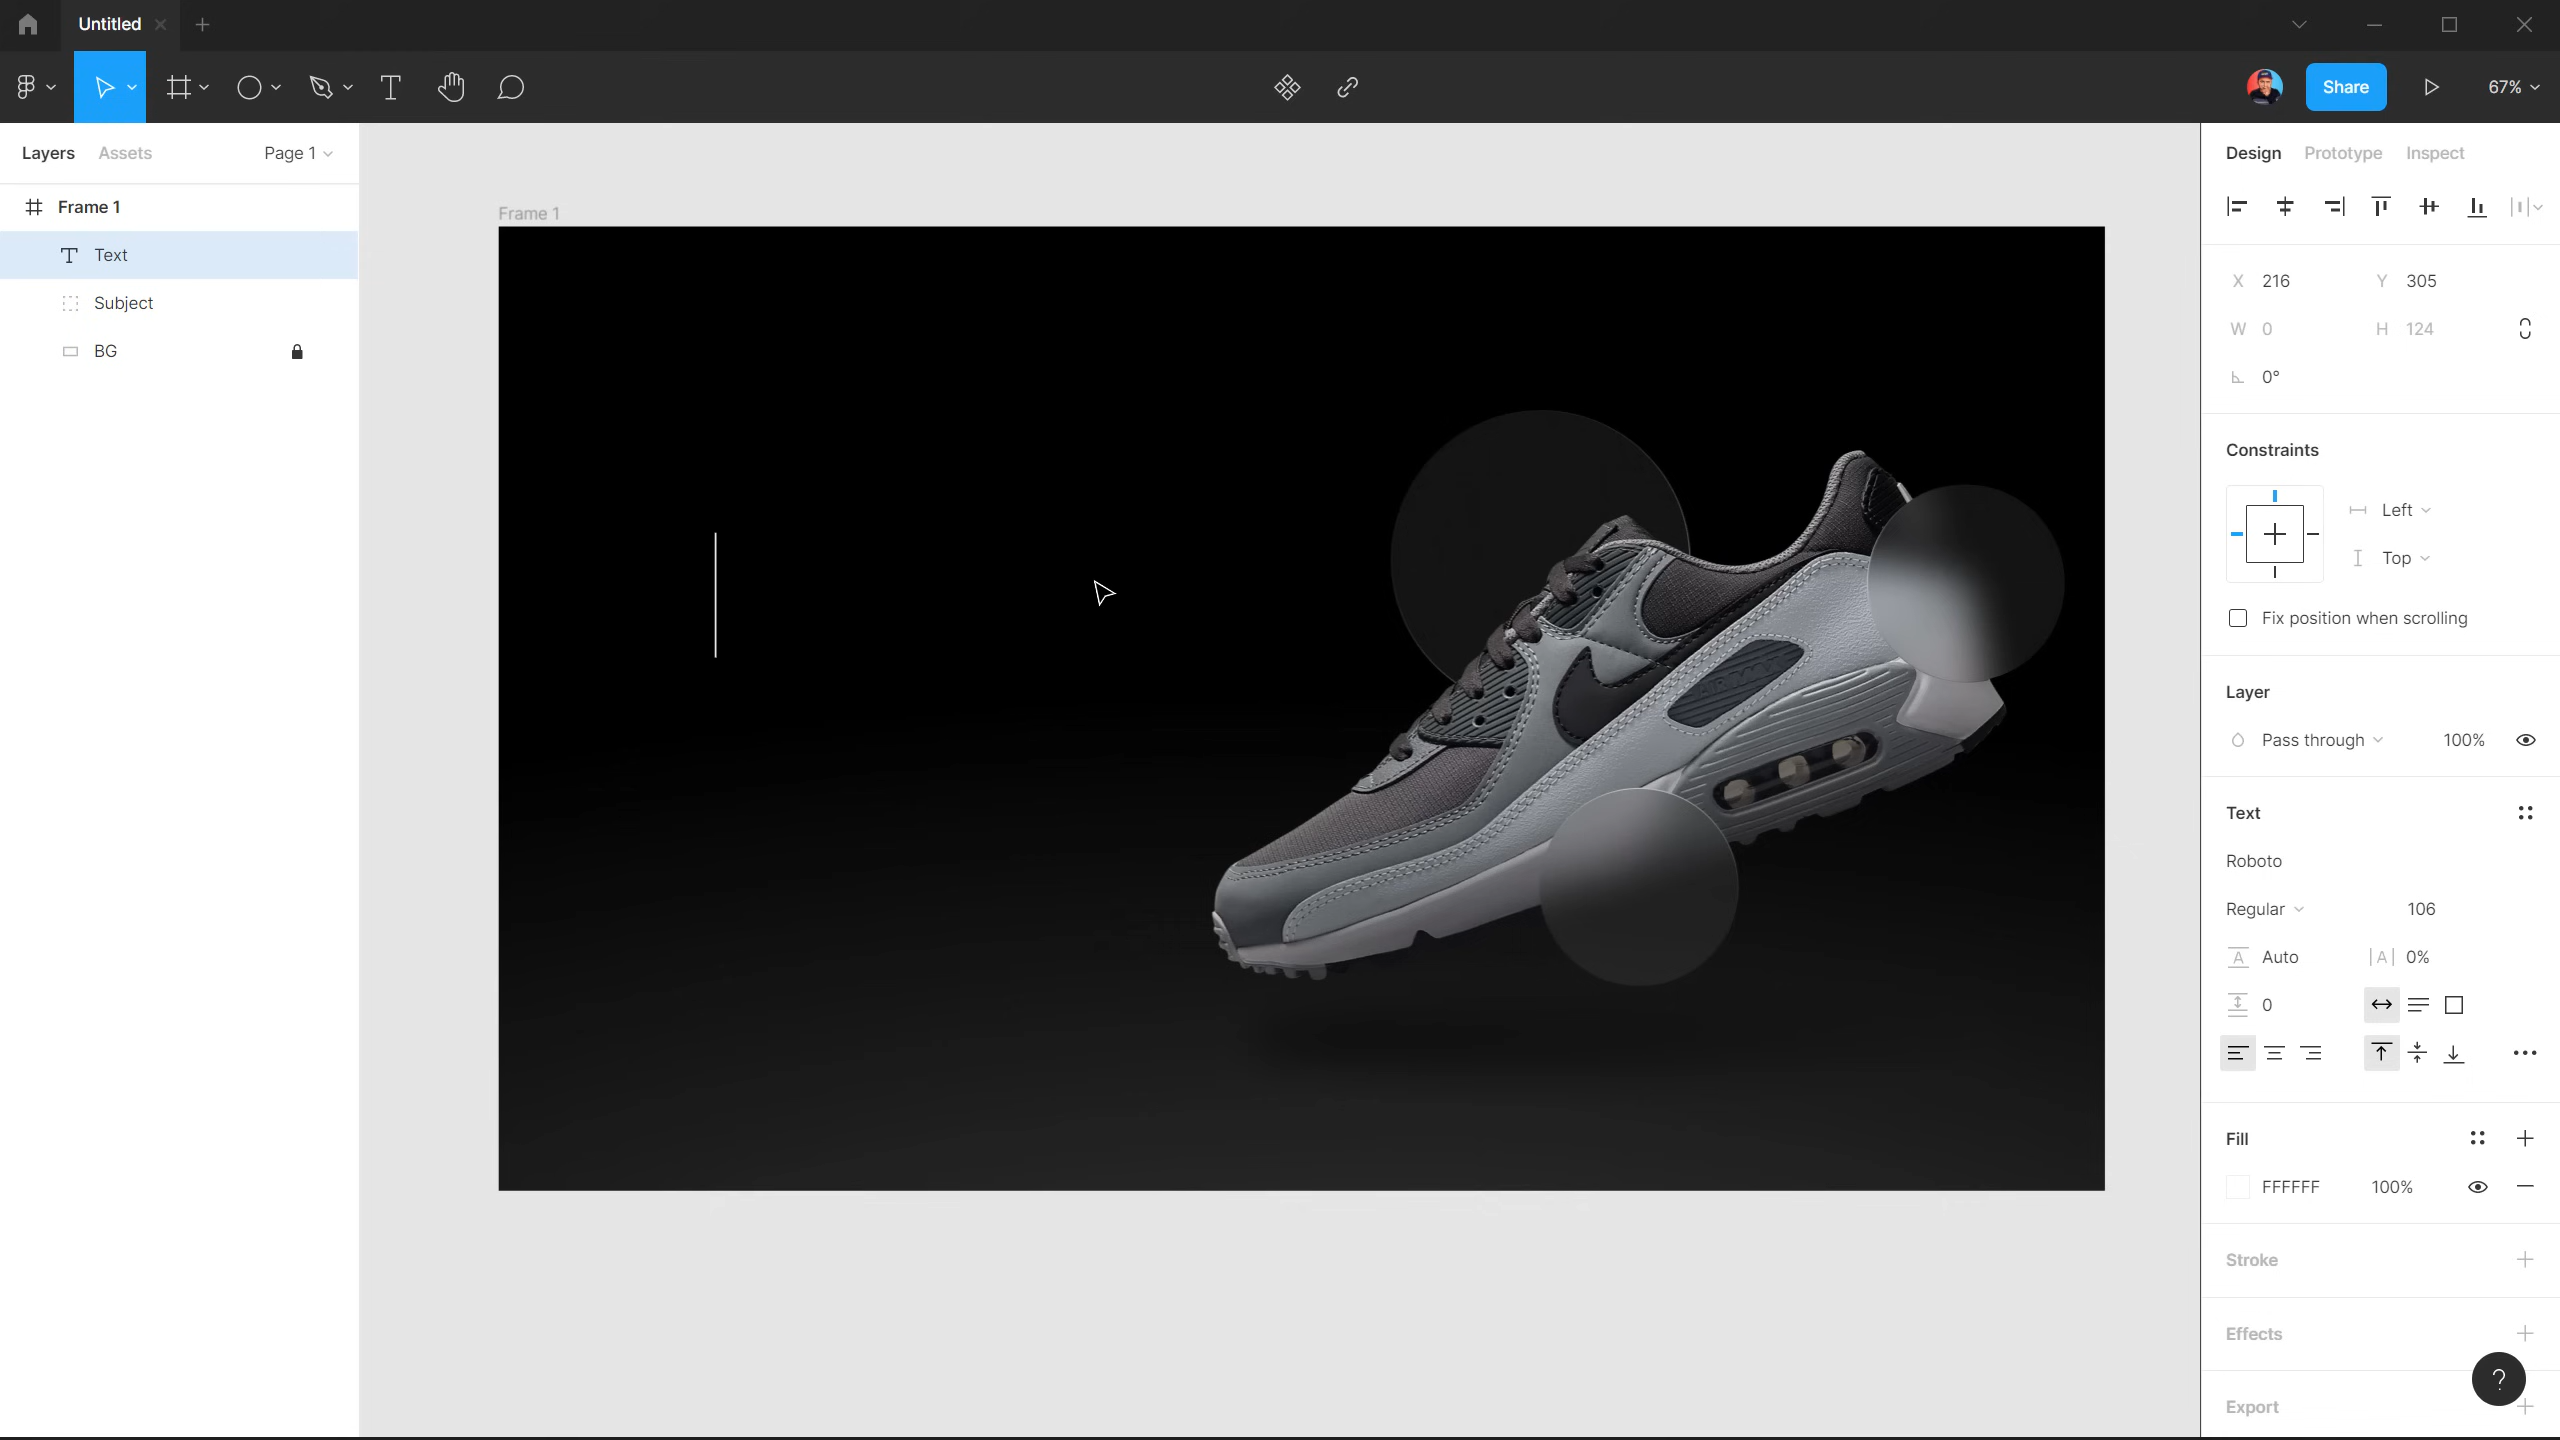 Untitled
Share
67%
Layers Assets Page 1
Frame 1
Text
Subject
BG
Frame 1
Design Prototype Inspect
X 216 Y 305
W 0 H 124
0°
Constraints
Left
Top
Fix position when scrolling
Layer
Pass through 100%
Text
Roboto
Regular 106
A Auto |A| 0%
0
Fill
FFFFFF 100%
Stroke
Effects
?
Export